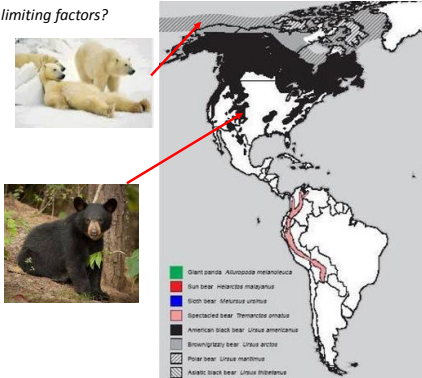 limiting factors?
Giant panda Ailuropoda melanoleuca
Sun bear Helarctos malayanus
Sloth bear Melursus ursinus
Spectacled bear Tremarctos ornatus
American black bear Ursus americanus
Brown/grizzly bear Ursus arctos
Polar bear Ursus maritimus
Asiatic black bear Ursus thibetanus